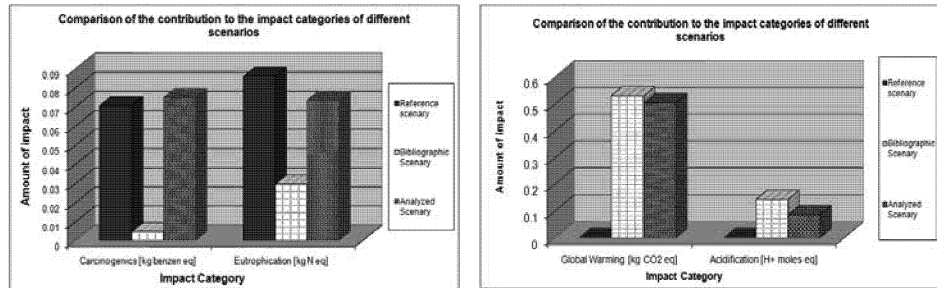 Comparison of the contribution to the impact categories of different
scenarios
Amount of impact
0.09
0.08
0.07
0.06
0.05
0.04
0.03
0.02
0.01
0
Carcinogenics [kg benzen eq]
Eutrophication [kg N eq]
Impact Category
Reference
scenary
Bibliographic
Scenary
Analyzed
Scenary
Comparison of the contribution to the impact categories of different
scenarios
Amount of impact
0.6
0.5
0.4
0.3
0.2
0.1
0
Global Warming [kg CO2 eq]
Acidification [H+ moles eq]
Impact Category
Reference
scenary
Bibliographic
Scenary
Analyzed
Scenary